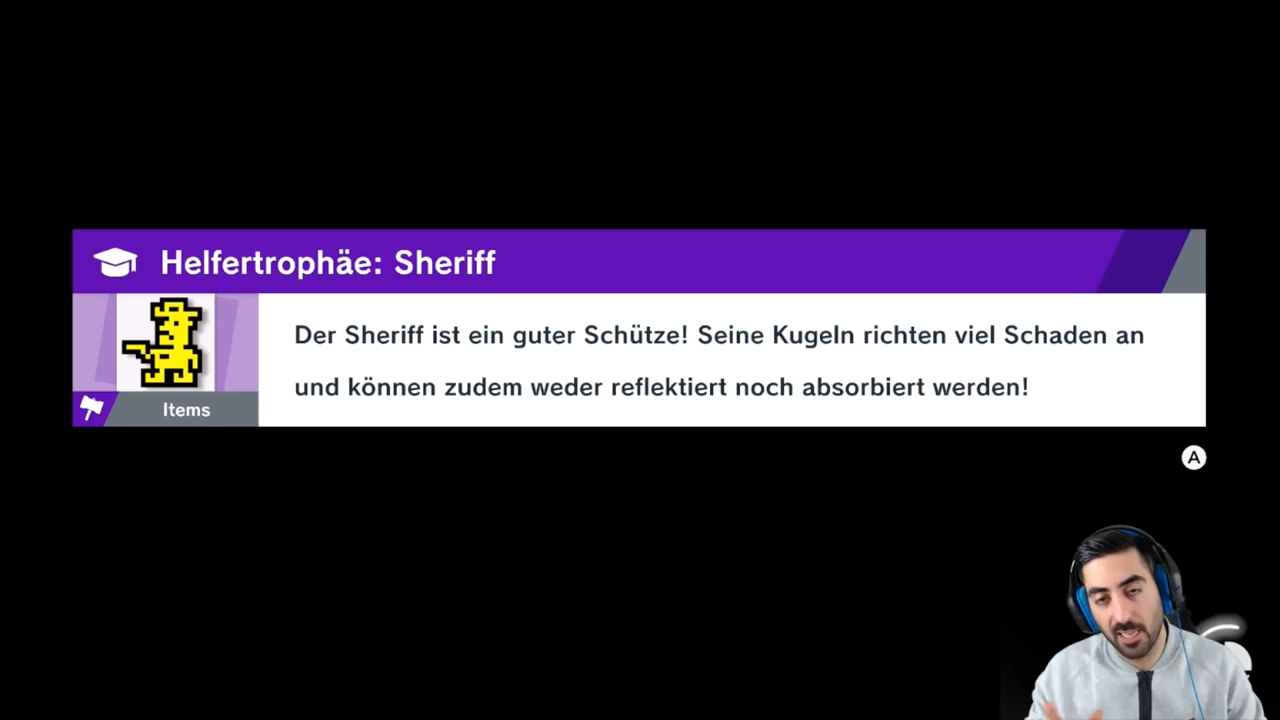 Helfertrophäe: Sheriff
Der Sheriff ist ein guter Schütze! Seine Kugeln richten viel Schaden an
und können zudem weder reflektiert noch absorbiert werden!
Items
A